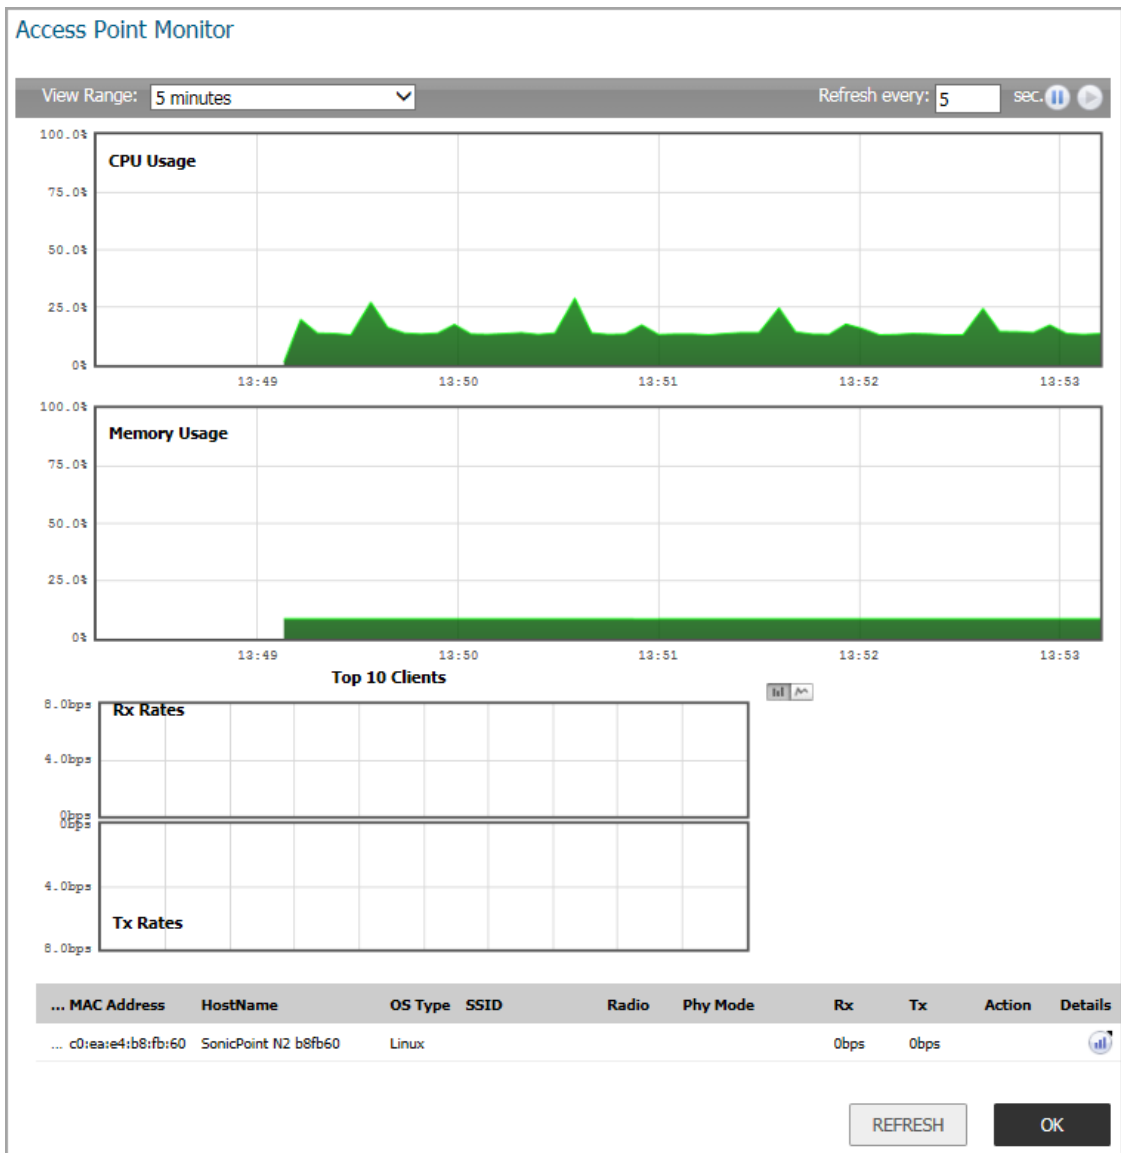 Access Point Monitor
View Range: 5 minutes Refresh every: 5 sec.
100.0%
CPU Usage
75.0%
50.0%
25.0%
0%
13:49 13:50 13:51 13:52 13:53
100.0%
Memory Usage
75.0%
50.0%
25.0%
0%
13:49 13:50 13:51 13:52 13:53
Top 10 Clients
8.0bps
Rx Rates
4.0bps
0bps
0bps
4.0bps
Tx Rates
8.0bps
... MAC Address HostName OS Type SSID Radio Phy Mode Rx Tx Action Details
... c0:ea:e4:b8:fb:60 SonicPoint N2 b8fb60 Linux 0bps 0bps
REFRESH OK